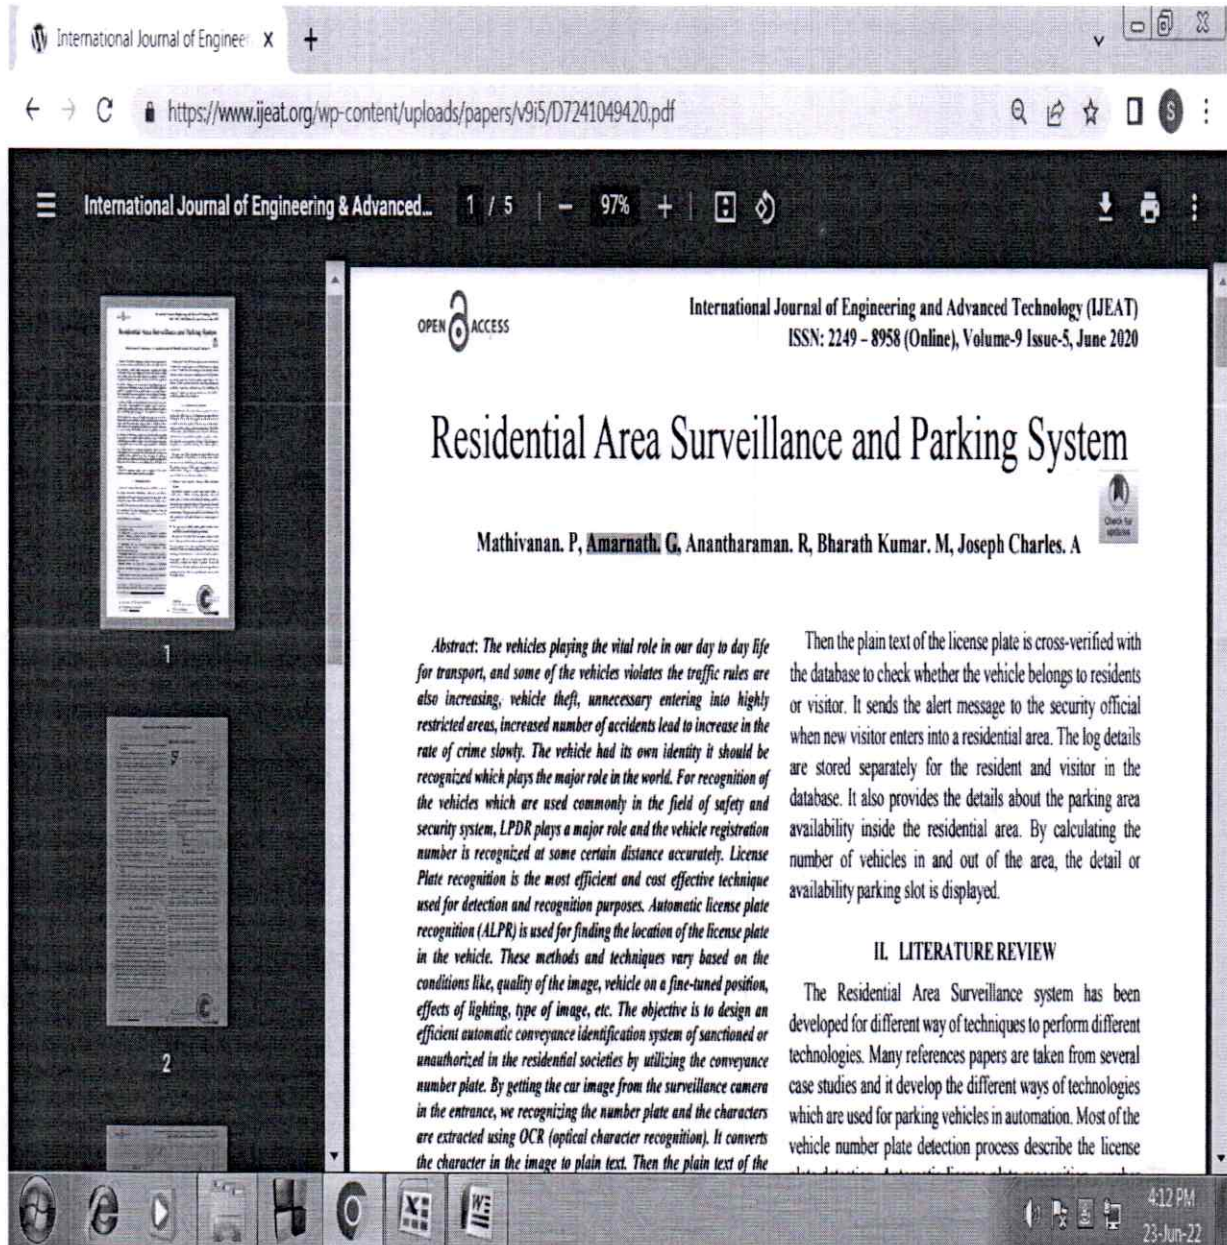 International Journal of Engineer
https://www.ijeat.org/wp-content/uploads/papers/v9i5/D7241049420.pdf
S
International Journal of Engineering & Advanced...
1 / 5
97%
OPEN ACCESS
International Journal of Engineering and Advanced Technology (IJEAT)
ISSN: 2249 – 8958 (Online), Volume-9 Issue-5, June 2020
Residential Area Surveillance and Parking System
Check for
updates
Mathivanan. P, Amarnath. G, Anantharaman. R, Bharath Kumar. M, Joseph Charles. A
Abstract: The vehicles playing the vital role in our day to day life
for transport, and some of the vehicles violates the traffic rules are
also increasing, vehicle theft, unnecessary entering into highly
restricted areas, increased number of accidents lead to increase in the
rate of crime slowly. The vehicle had its own identity it should be
recognized which plays the major role in the world. For recognition of
the vehicles which are used commonly in the field of safety and
security system, LPDR plays a major role and the vehicle registration
number is recognized at some certain distance accurately. License
Plate recognition is the most efficient and cost effective technique
used for detection and recognition purposes. Automatic license plate
recognition (ALPR) is used for finding the location of the license plate
in the vehicle. These methods and techniques vary based on the
conditions like, quality of the image, vehicle on a fine-tuned position,
effects of lighting, type of image, etc. The objective is to design an
efficient automatic conveyance identification system of sanctioned or
unauthorized in the residential societies by utilizing the conveyance
number plate. By getting the car image from the surveillance camera
in the entrance, we recognizing the number plate and the characters
are extracted using OCR (optical character recognition). It converts
the character in the image to plain text. Then the plain text of the
Then the plain text of the license plate is cross-verified with
the database to check whether the vehicle belongs to residents
or visitor. It sends the alert message to the security official
when new visitor enters into a residential area. The log details
are stored separately for the resident and visitor in the
database. It also provides the details about the parking area
availability inside the residential area. By calculating the
number of vehicles in and out of the area, the detail or
availability parking slot is displayed.
II. LITERATURE REVIEW
The Residential Area Surveillance system has been
developed for different way of techniques to perform different
technologies. Many references papers are taken from several
case studies and it develop the different ways of technologies
which are used for parking vehicles in automation. Most of the
vehicle number plate detection process describe the license
1
2
4:12 PM
23-Jun-22